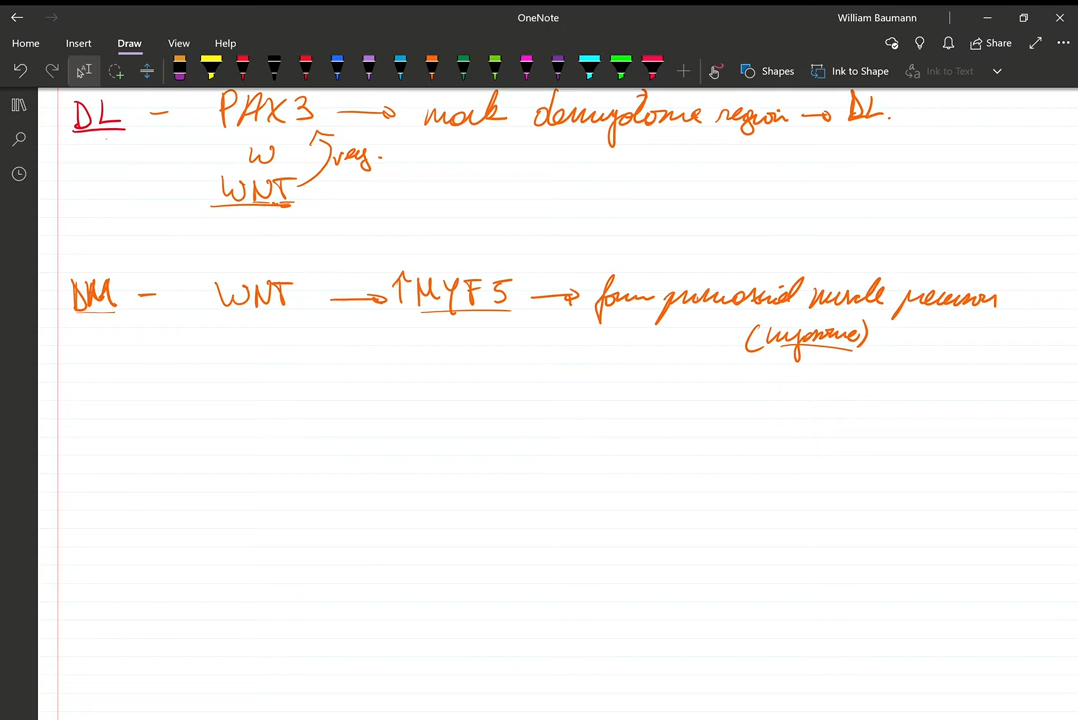 OneNote
William Baumann
Home Insert Draw View Help
Share
Shapes Ink to Shape Ink to Text
DL - PAX3 → mark demyotome region → DL.
W
reg.
WNT
DM - WNT → ↑MYF5 → form primordial muscle precursor
(myotome)